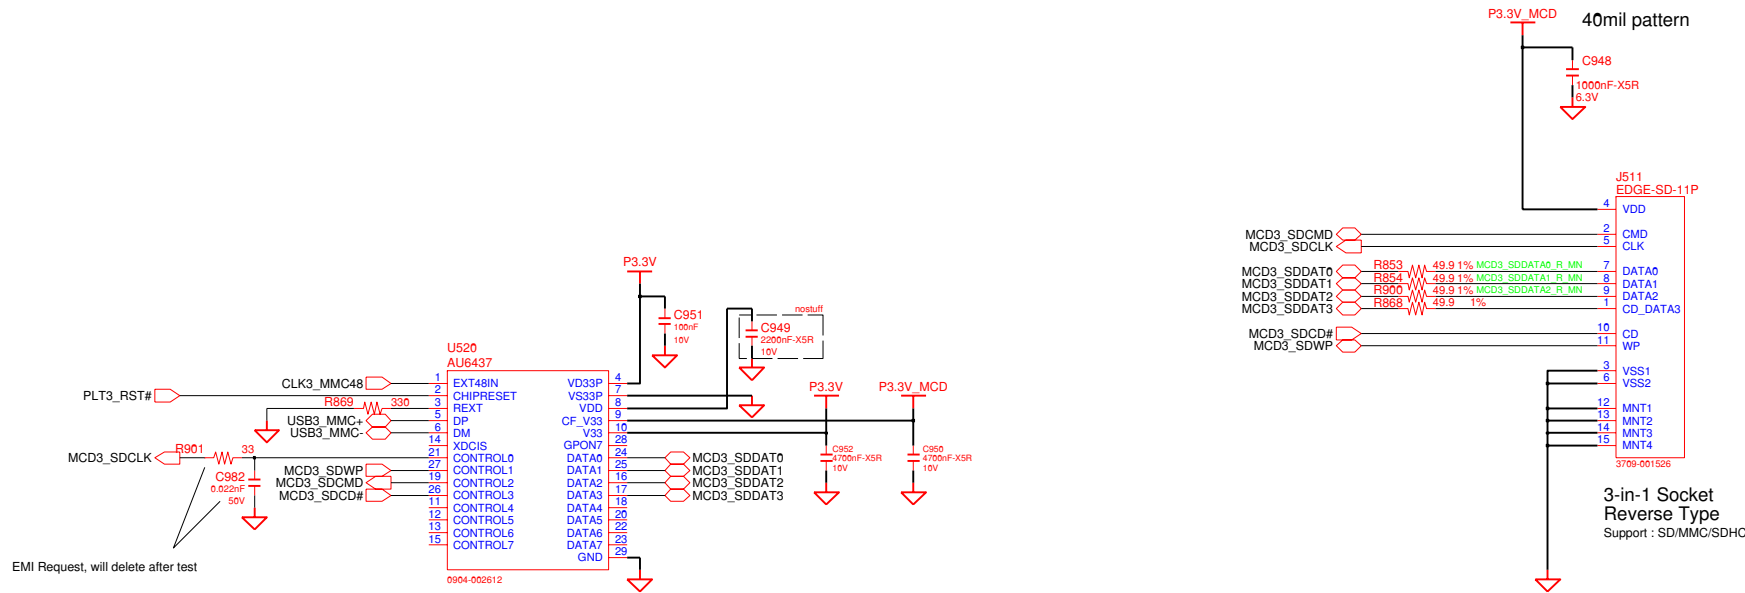 P3.3V_MCD
40mil pattern
C948
1000nF-X5R
6.3V
J511
EDGE-SD-11P
4 VDD
MCD3_SDCMD 2 CMD
MCD3_SDCLK 5 CLK
MCD3_SDDAT0 R853 49.9 1% MCD3_SDDATA0_R_MN 7 DATA0
MCD3_SDDAT1 R854 49.9 1% MCD3_SDDATA1_R_MN 8 DATA1
MCD3_SDDAT2 R900 49.9 1% MCD3_SDDATA2_R_MN 9 DATA2
MCD3_SDDAT3 R868 49.9 1% 1 CD_DATA3
MCD3_SDCD# 10 CD
MCD3_SDWP 11 WP
3 VSS1
6 VSS2
12 MNT1
13 MNT2
14 MNT3
15 MNT4
3709-001526
3-in-1 Socket
Reverse Type
Support : SD/MMC/SDHC
P3.3V
C951
100nF
10V
nostuff
C949
2200nF-X5R
10V
U520
AU6437
P3.3V P3.3V_MCD
CLK3_MMC48 1 EXT48IN VD33P 4
PLT3_RST# 2 CHIPRESET VS33P 7
R869 330 3 REXT VDD 8
USB3_MMC+ 5 DP CF_V33 9
USB3_MMC- 6 DM V33 10
14 XDCIS GPON7 28
MCD3_SDCLK R901 33 21 CONTROL0 DATA0 24 MCD3_SDDAT0
MCD3_SDWP 27 CONTROL1 DATA1 25 MCD3_SDDAT1
MCD3_SDCMD 19 CONTROL2 DATA2 16 MCD3_SDDAT2
MCD3_SDCD# 26 CONTROL3 DATA3 17 MCD3_SDDAT3
11 CONTROL4 DATA4 18
12 CONTROL5 DATA5 20
13 CONTROL6 DATA6 22
15 CONTROL7 DATA7 23
GND 29
C982
0.022nF
50V
C952
4700nF-X5R
10V
C950
4700nF-X5R
10V
EMI Request, will delete after test
0904-002612